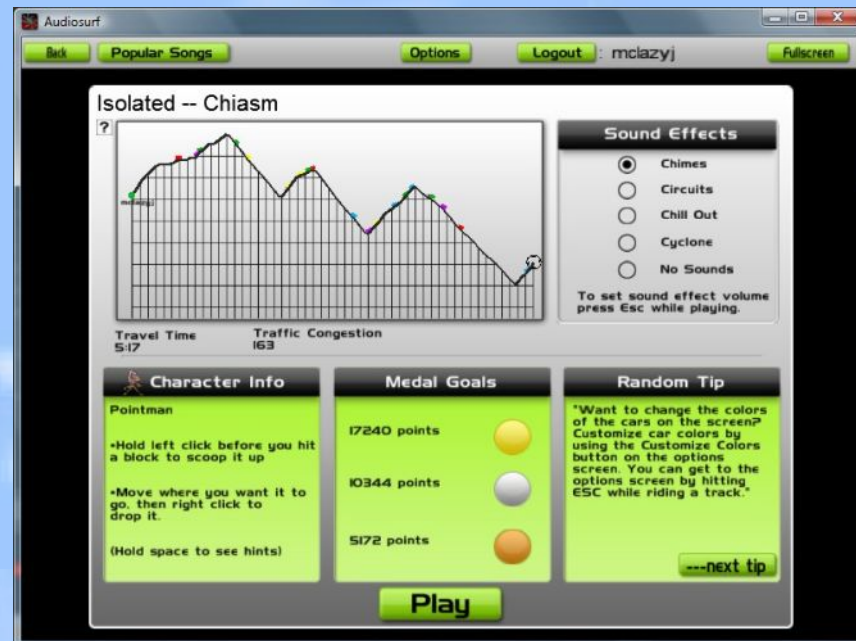 Audiosurf
Back
Popular Songs
Options
Logout : mclazyj
Fullscreen
Isolated -- Chiasm
?
mclazyj
Sound Effects
Chimes
Circuits
Chill Out
Cyclone
No Sounds
To set sound effect volume
press Esc while playing.
Travel Time
5:17
Traffic Congestion
163
Character Info
Pointman
•Hold left click before you hit
a block to scoop it up
•Move where you want it to
go, then right click to
drop it.
(Hold space to see hints)
Medal Goals
17240 points
10344 points
5172 points
Random Tip
"Want to change the colors
of the cars on the screen?
Customize car colors by
using the Customize Colors
button on the options
screen. You can get to the
options screen by hitting
ESC while riding a track."
---next tip
Play